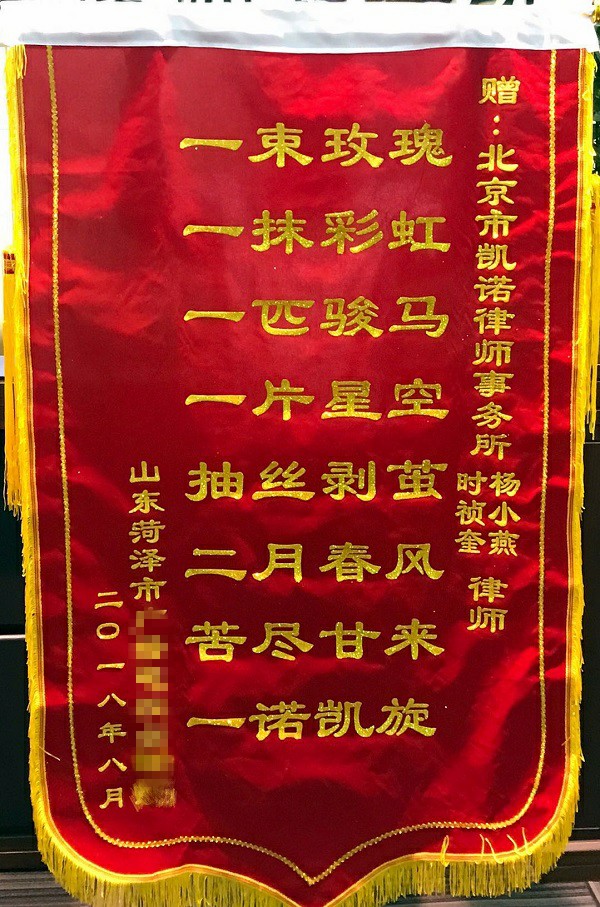 赠：北京市凯诺律师事务所
杨小燕
时祯奎
律师
一束玫瑰
一抹彩虹
一匹骏马
一片星空
抽丝剥茧
二月春风
苦尽甘来
一诺凯旋
山东菏泽市
二〇一八年八月